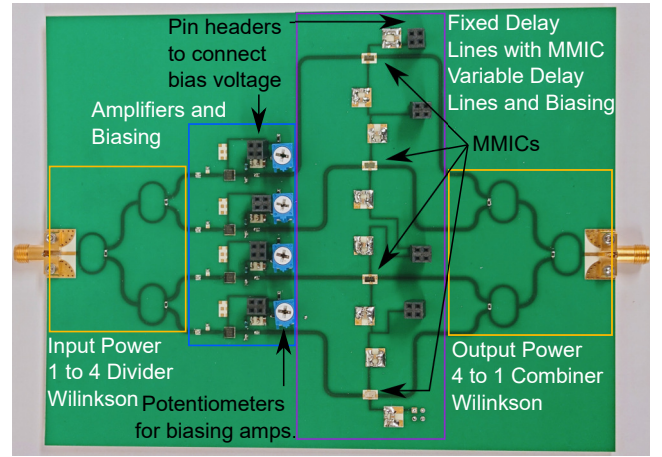 Pin headers
to connect
bias voltage
Fixed Delay
Lines with MMIC
Variable Delay
Lines and Biasing
Amplifiers and
Biasing
MMICs
Input Power
1 to 4 Divider
Wilinkson
Potentiometers
for biasing amps.
Output Power
4 to 1 Combiner
Wilinkson